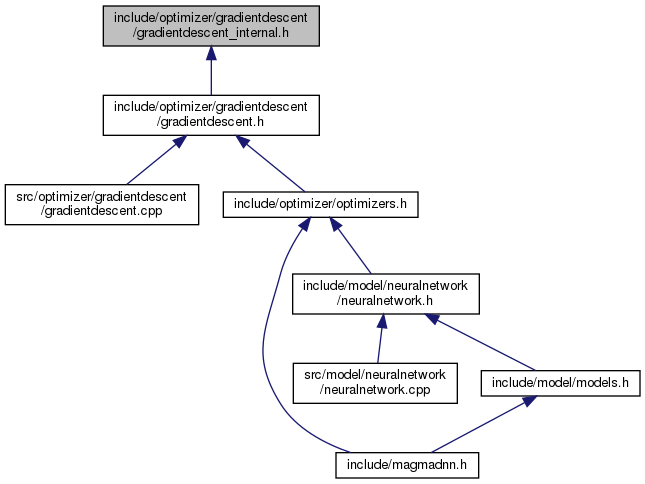 include/optimizer/gradientdescent
/gradientdescent_internal.h
include/optimizer/gradientdescent
/gradientdescent.h
src/optimizer/gradientdescent
/gradientdescent.cpp
include/optimizer/optimizers.h
include/model/neuralnetwork
/neuralnetwork.h
src/model/neuralnetwork
/neuralnetwork.cpp
include/model/models.h
include/magmadnn.h